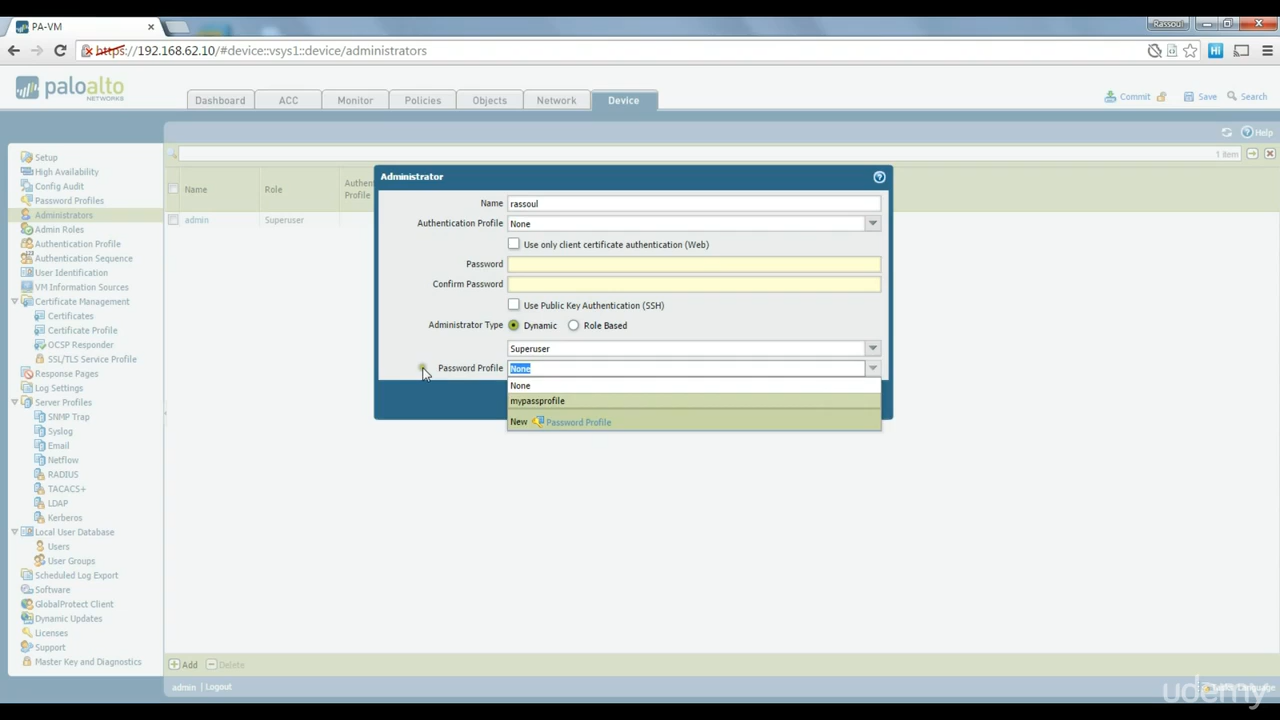 PA-VM
Rassoul
https://192.168.62.10/#device::vsys1::device/administrators
Hi
paloalto
NETWORKS
Dashboard
ACC
Monitor
Policies
Objects
Network
Device
Commit
Save
Search
Help
1 item
Setup
High Availability
Config Audit
Password Profiles
Administrators
Admin Roles
Authentication Profile
Authentication Sequence
User Identification
VM Information Sources
Certificate Management
Certificates
Certificate Profile
OCSP Responder
SSL/TLS Service Profile
Response Pages
Log Settings
Server Profiles
SNMP Trap
Syslog
Email
Netflow
RADIUS
TACACS+
LDAP
Kerberos
Local User Database
Users
User Groups
Scheduled Log Export
Software
GlobalProtect Client
Dynamic Updates
Licenses
Support
Master Key and Diagnostics
Name
Role
Authen
Profile
admin
Superuser
Administrator
Name
rassoul
Authentication Profile
None
Use only client certificate authentication (Web)
Password
Confirm Password
Use Public Key Authentication (SSH)
Administrator Type
Dynamic
Role Based
Superuser
Password Profile
None
None
mypassprofile
New Password Profile
Add
Delete
admin | Logout
Language
udemy